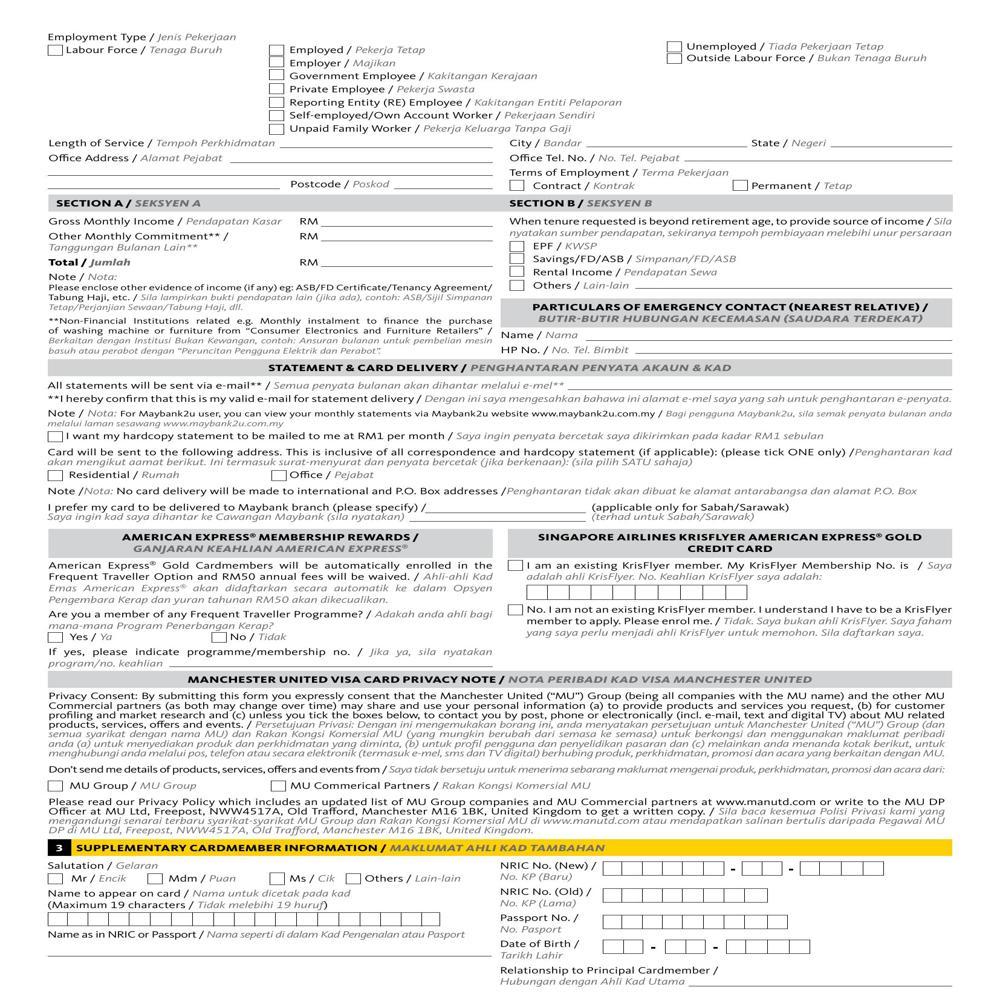 Employment Type / Jenis Pekerjaan
Labour Force / Tenaga Buruh
Employed / Pekerja Tetap
Employer / Majikan
Government Employee / Kakitangan Kerajaan
Private Employee / Pekerja Swasta
Reporting Entity (RE) Employee / Kakitangan Entiti Pelaporan
Self-employed/Own Account Worker / Pekerjaan Sendiri
Unpaid Family Worker / Pekerja Keluarga Tanpa Gaji
Unemployed / Tiada Pekerjaan Tetap
Outside Labour Force / Bukan Tenaga Buruh
Length of Service / Tempoh Perkhidmatan
Office Address / Alamat Pejabat
Postcode / Poskod
City / Bandar State / Negeri
Office Tel. No. / No. Tel. Pejabat
Terms of Employment / Terma Pekerjaan
Contract / Kontrak Permanent / Tetap
SECTION A / SEKSYEN A
Gross Monthly Income / Pendapatan Kasar RM
Other Monthly Commitment** / RM
Tanggungan Bulanan Lain**
Total / Jumlah RM
Note / Nota:
Please enclose other evidence of income (if any) eg: ASB/FD Certificate/Tenancy Agreement/
Tabung Haji, etc. / Sila lampirkan bukti pendapatan lain (jika ada), contoh: ASB/Sijil Simpanan
Tetap/Perjanjian Sewaan/Tabung Haji, dll.
**Non-Financial Institutions related e.g. Monthly instalment to finance the purchase
of washing machine or furniture from “Consumer Electronics and Furniture Retailers” /
Berkaitan dengan Institusi Bukan Kewangan, contoh: Ansuran bulanan untuk pembelian mesin
basuh atau perabot dengan “Peruncitan Pengguna Elektrik dan Perabot”.
SECTION B / SEKSYEN B
When tenure requested is beyond retirement age, to provide source of income / Sila
nyatakan sumber pendapatan, sekiranya tempoh pembiayaan melebihi umur persaraan
EPF / KWSP
Savings/FD/ASB / Simpanan/FD/ASB
Rental Income / Pendapatan Sewa
Others / Lain-lain
PARTICULARS OF EMERGENCY CONTACT (NEAREST RELATIVE) /
BUTIR-BUTIR HUBUNGAN KECEMASAN (SAUDARA TERDEKAT)
Name / Nama
HP No. / No. Tel. Bimbit
STATEMENT & CARD DELIVERY / PENGHANTARAN PENYATA AKAUN & KAD
All statements will be sent via e-mail** / Semua penyata bulanan akan dihantar melalui e-mel**
**I hereby confirm that this is my valid e-mail for statement delivery / Dengan ini saya mengesahkan bahawa ini alamat e-mel saya yang sah untuk penghantaran e-penyata.
Note / Nota: For Maybank2u user, you can view your monthly statements via Maybank2u website www.maybank2u.com.my / Bagi pengguna Maybank2u, sila semak penyata bulanan anda
melalui laman sesawang www.maybank2u.com.my
I want my hardcopy statement to be mailed to me at RM1 per month / Saya ingin penyata bercetak saya dikirimkan pada kadar RM1 sebulan
Card will be sent to the following address. This is inclusive of all correspondence and hardcopy statement (if applicable): (please tick ONE only) /Penghantaran kad
akan mengikut aamat berikut. Ini termasuk surat-menyurat dan penyata bercetak (jika berkenaan): (sila pilih SATU sahaja)
Residential / Rumah Office / Pejabat
Note /Nota: No card delivery will be made to international and P.O. Box addresses /Penghantaran tidak akan dibuat ke alamat antarabangsa dan alamat P.O. Box
I prefer my card to be delivered to Maybank branch (please specify) / (applicable only for Sabah/Sarawak)
Saya ingin kad saya dihantar ke Cawangan Maybank (sila nyatakan) (terhad untuk Sabah/Sarawak)
AMERICAN EXPRESS® MEMBERSHIP REWARDS /
GANJARAN KEAHLIAN AMERICAN EXPRESS®
American Express® Gold Cardmembers will be automatically enrolled in the
Frequent Traveller Option and RM50 annual fees will be waived. / Ahli-ahli Kad
Emas American Express® akan didaftarkan secara automatik ke dalam Opsyen
Pengembara Kerap dan yuran tahunan RM50 akan dikecualikan.
Are you a member of any Frequent Traveller Programme? / Adakah anda ahli bagi
mana-mana Program Penerbangan Kerap?
Yes / Ya No / Tidak
If yes, please indicate programme/membership no. / Jika ya, sila nyatakan
program/no. keahlian
SINGAPORE AIRLINES KRISFLYER AMERICAN EXPRESS® GOLD
CREDIT CARD
I am an existing KrisFlyer member. My KrisFlyer Membership No. is / Saya
adalah ahli KrisFlyer. No. Keahlian KrisFlyer saya adalah:
No. I am not an existing KrisFlyer member. I understand I have to be a KrisFlyer
member to apply. Please enrol me. / Tidak. Saya bukan ahli KrisFlyer. Saya faham
yang saya perlu menjadi ahli KrisFlyer untuk memohon. Sila daftarkan saya.
MANCHESTER UNITED VISA CARD PRIVACY NOTE / NOTA PERIBADI KAD VISA MANCHESTER UNITED
Privacy Consent: By submitting this form you expressly consent that the Manchester United (“MU”) Group (being all companies with the MU name) and the other MU
Commercial partners (as both may change over time) may share and use your personal information (a) to provide products and services you request, (b) for customer
profiling and market research and (c) unless you tick the boxes below, to contact you by post, phone or electronically (incl. e-mail, text and digital TV) about MU related
products, services, offers and events. / Persetujuan Privasi: Dengan ini mengemukakan borang ini, anda menyatakan persetujuan untuk Manchester United (“MU”) Group (dan
semua syarikat dengan nama MU) dan Rakan Kongsi Komersial MU (yang mungkin berubah dari semasa ke semasa) untuk berkongsi dan menggunakan maklumat peribadi
anda (a) untuk menyediakan produk dan perkhidmatan yang diminta, (b) untuk profil pengguna dan penyelidikan pasaran dan (c) melainkan anda menanda kotak berikut, untuk
menghubungi anda melalui pos, telefon atau secara elektronik (termasuk e-mel, sms dan TV digital) berhubing produk, perkhidmatan, promosi dan acara yang berkaitan dengan MU.
Don’t send me details of products, services, offers and events from / Saya tidak bersetuju untuk menerima sebarang maklumat mengenai produk, perkhidmatan, promosi dan acara dari:
MU Group / MU Group MU Commerical Partners / Rakan Kongsi Komersial MU
Please read our Privacy Policy which includes an updated list of MU Group companies and MU Commercial partners at www.manutd.com or write to the MU DP
Officer at MU Ltd, Freepost, NWW4517A, Old Trafford, Manchester M16 1BK, United Kingdom to get a written copy. / Sila baca kesemua Polisi Privasi kami yang
mengandungi senarai terbaru syarikat-syarikat MU Group dan Rakan Kongsi Komersial MU di www.manutd.com atau mendapatkan salinan bertulis daripada Pegawai MU
DP di MU Ltd, Freepost, NWW4517A, Old Trafford, Manchester M16 1BK, United Kingdom.
3 SUPPLEMENTARY CARDMEMBER INFORMATION / MAKLUMAT AHLI KAD TAMBAHAN
Salutation / Gelaran
Mr / Encik Mdm / Puan Ms / Cik Others / Lain-lain
Name to appear on card / Nama untuk dicetak pada kad
(Maximum 19 characters / Tidak melebihi 19 huruf)
Name as in NRIC or Passport / Nama seperti di dalam Kad Pengenalan atau Pasport
NRIC No. (New) / - -
No. KP (Baru)
NRIC No. (Old) /
No. KP (Lama)
Passport No. /
No. Pasport
Date of Birth / - -
Tarikh Lahir
Relationship to Principal Cardmember /
Hubungan dengan Ahli Kad Utama